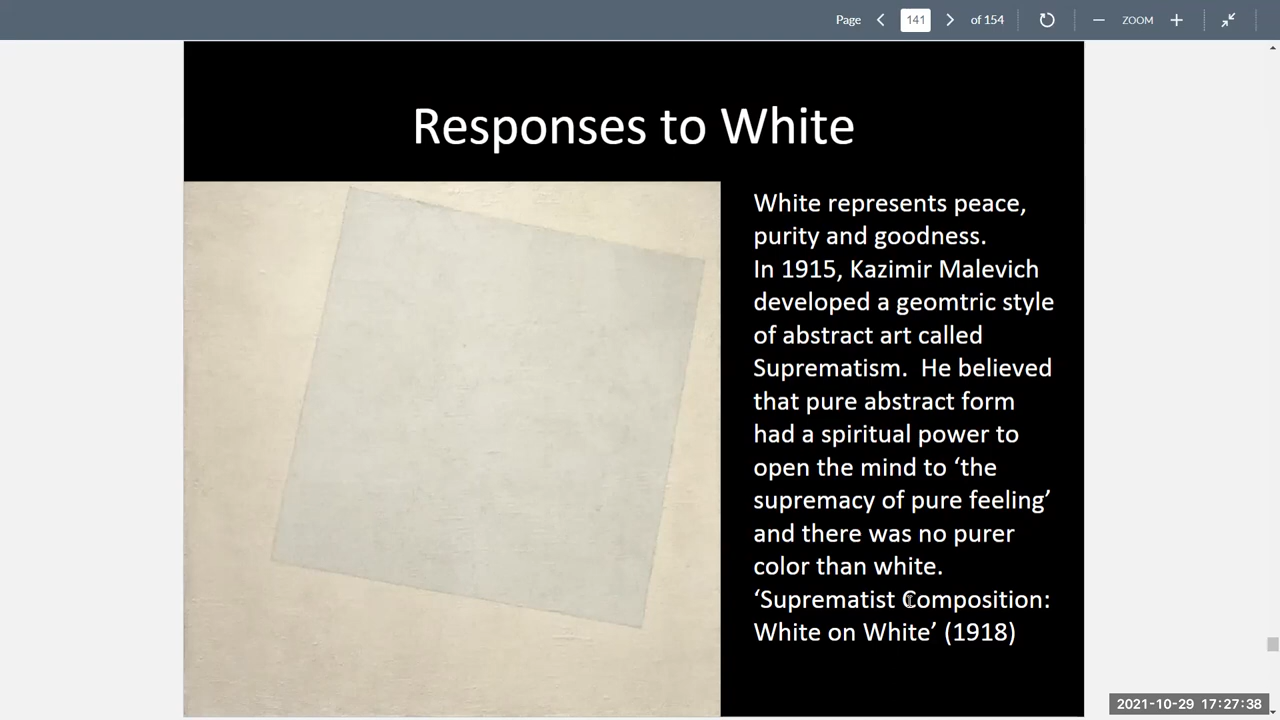 Page 141 of 154 ZOOM
Responses to White
White represents peace,
purity and goodness.
In 1915, Kazimir Malevich
developed a geomtric style
of abstract art called
Suprematism. He believed
that pure abstract form
had a spiritual power to
open the mind to ‘the
supremacy of pure feeling’
and there was no purer
color than white.
‘Suprematist Composition:
White on White’ (1918)
2021-10-29 17:27:38